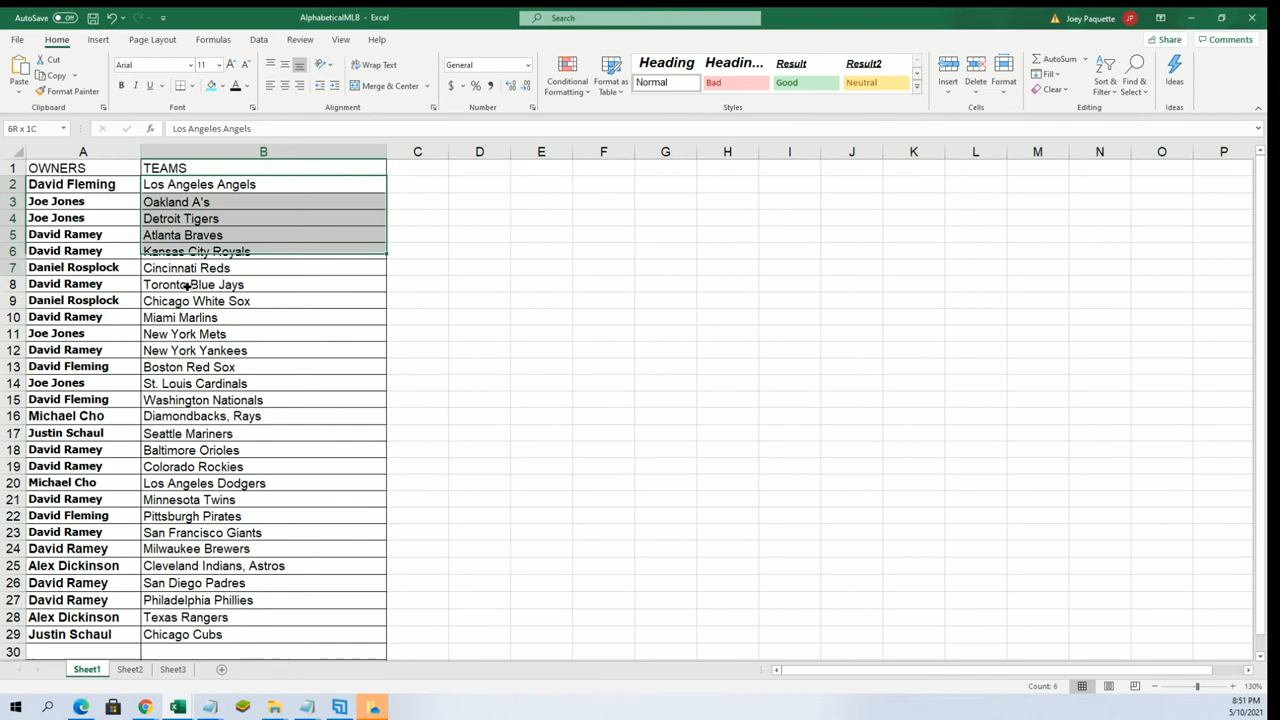 AutoSave Off AlphabeticalMLB - Excel Search Joey Paquette JP
File Home Insert Page Layout Formulas Data Review View Help Share Comments
Paste Cut Copy Format Painter Clipboard
Arial 11 B I U Font
Wrap Text Merge & Center Alignment
General $ % Number
Conditional Formatting Format as Table
Heading Headin... Result Result2
Normal Bad Good Neutral
Styles
Insert Delete Format Cells
AutoSum Fill Clear Sort & Filter Find & Select Editing
Ideas Ideas
6R x 1C fx Los Angeles Angels
A B C D E F G H I J K L M N O P
1 OWNERS TEAMS
2 David Fleming Los Angeles Angels
3 Joe Jones Oakland A's
4 Joe Jones Detroit Tigers
5 David Ramey Atlanta Braves
6 David Ramey Kansas City Royals
7 Daniel Rosplock Cincinnati Reds
8 David Ramey Toronto Blue Jays
9 Daniel Rosplock Chicago White Sox
10 David Ramey Miami Marlins
11 Joe Jones New York Mets
12 David Ramey New York Yankees
13 David Fleming Boston Red Sox
14 Joe Jones St. Louis Cardinals
15 David Fleming Washington Nationals
16 Michael Cho Diamondbacks, Rays
17 Justin Schaul Seattle Mariners
18 David Ramey Baltimore Orioles
19 David Ramey Colorado Rockies
20 Michael Cho Los Angeles Dodgers
21 David Ramey Minnesota Twins
22 David Fleming Pittsburgh Pirates
23 David Ramey San Francisco Giants
24 David Ramey Milwaukee Brewers
25 Alex Dickinson Cleveland Indians, Astros
26 David Ramey San Diego Padres
27 David Ramey Philadelphia Phillies
28 Alex Dickinson Texas Rangers
29 Justin Schaul Chicago Cubs
30
Sheet1 Sheet2 Sheet3
Count: 6 130%
8:51 PM
5/10/2021